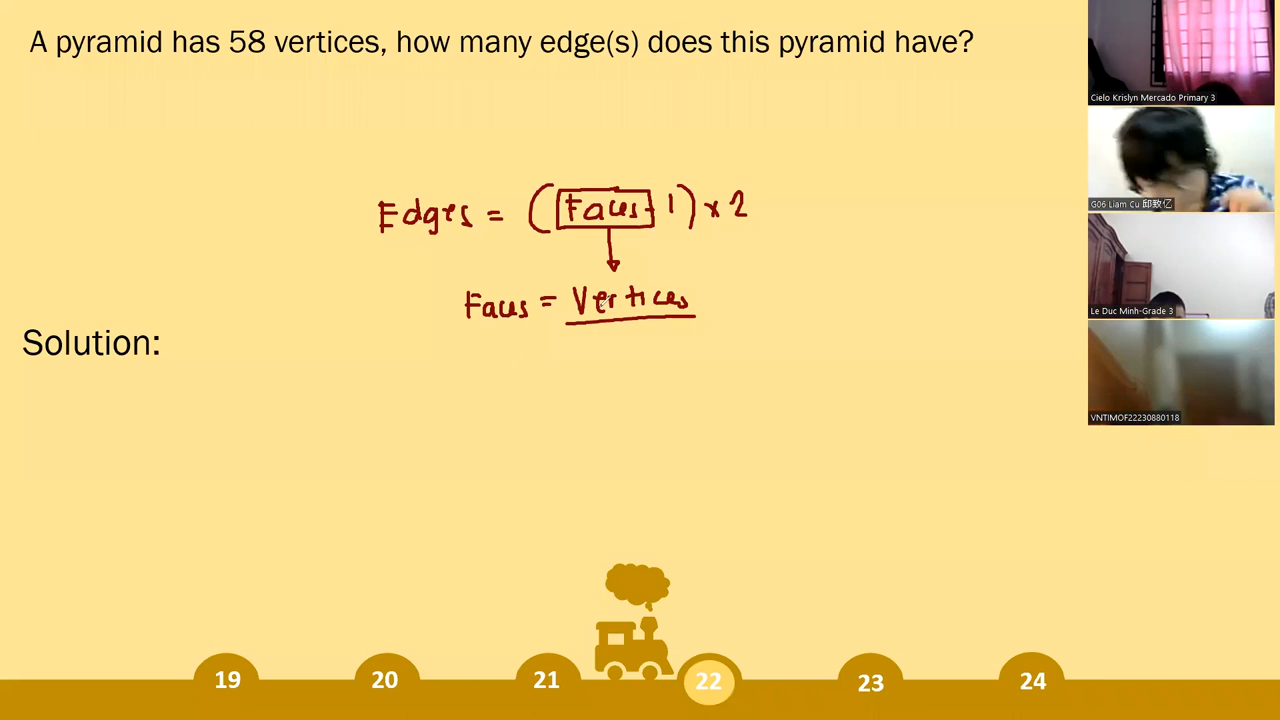 A pyramid has 58 vertices, how many edge(s) does this pyramid have?
Edges = (Faces - 1) × 2
Faces = Vertices
Solution:
19 20 21 22 23 24
Cielo Krislyn Mercado Primary 3
G06 Liam Cu 邱致亿
Le Duc Minh-Grade 3
VNTIMOF22230880118